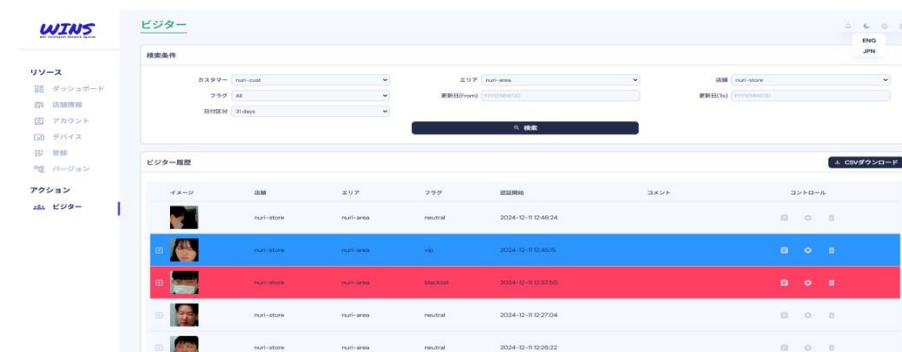 WINS
ビジター
ENG
JPN
検索条件
リソース
ダッシュボード
店舗情報
アカウント
デバイス
登録
バージョン
アクション
ビジター
カスタマー nuri-cust
エリア nuri-area
店舗 nuri-store
フラグ All
更新日(From) YYYY/MM/DD
更新日(To) YYYY/MM/DD
日付区分 31 days
検索
ビジター履歴
CSVダウンロード
イメージ 店舗 エリア フラグ 認証開始 コメント コントロール
nuri-store nuri-area neutral 2024-12-11 12:46:24
nuri-store nuri-area vip 2024-12-11 12:45:15
nuri-store nuri-area blacklist 2024-12-11 12:37:50
nuri-store nuri-area neutral 2024-12-11 12:27:04
nuri-store nuri-area neutral 2024-12-11 12:26:22